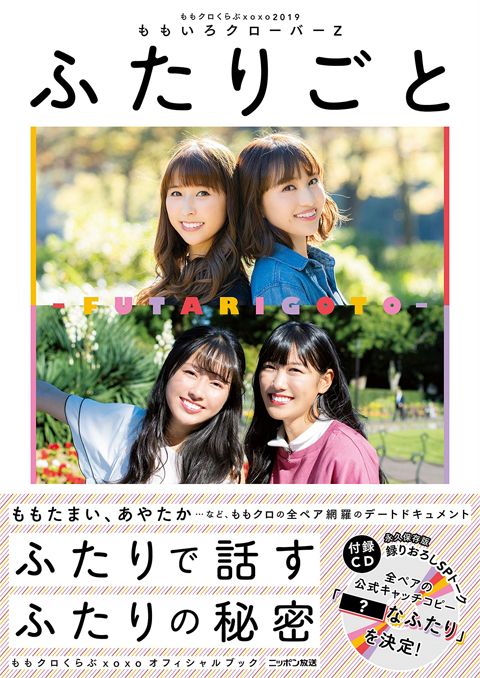 ももクロくらぶxoxo2019
ももいろクローバーZ
ふたりごと
-FUTARIGOTO-
ももたまい、あやたか…など、ももクロの全ペア網羅のデートドキュメント
ふたりで話す
ふたりの秘密
ももクロくらぶxoxoオフィシャルブック/ニッポン放送
付録
CD
永久保存版
録りおろしSPトーク
全ペアの
公式キャッチコピー
「?なふたり」
を決定!